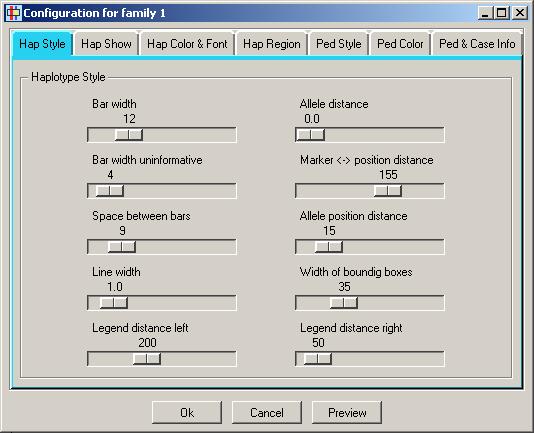 Configuration for family 1
Hap Style Hap Show Hap Color & Font Hap Region Ped Style Ped Color Ped & Case Info
Haplotype Style
Bar width Allele distance
12 0.0
Bar width uninformative Marker <-> position distance
4 155
Space between bars Allele position distance
9 15
Line width Width of boundig boxes
1.0 35
Legend distance left Legend distance right
200 50
Ok Cancel Preview